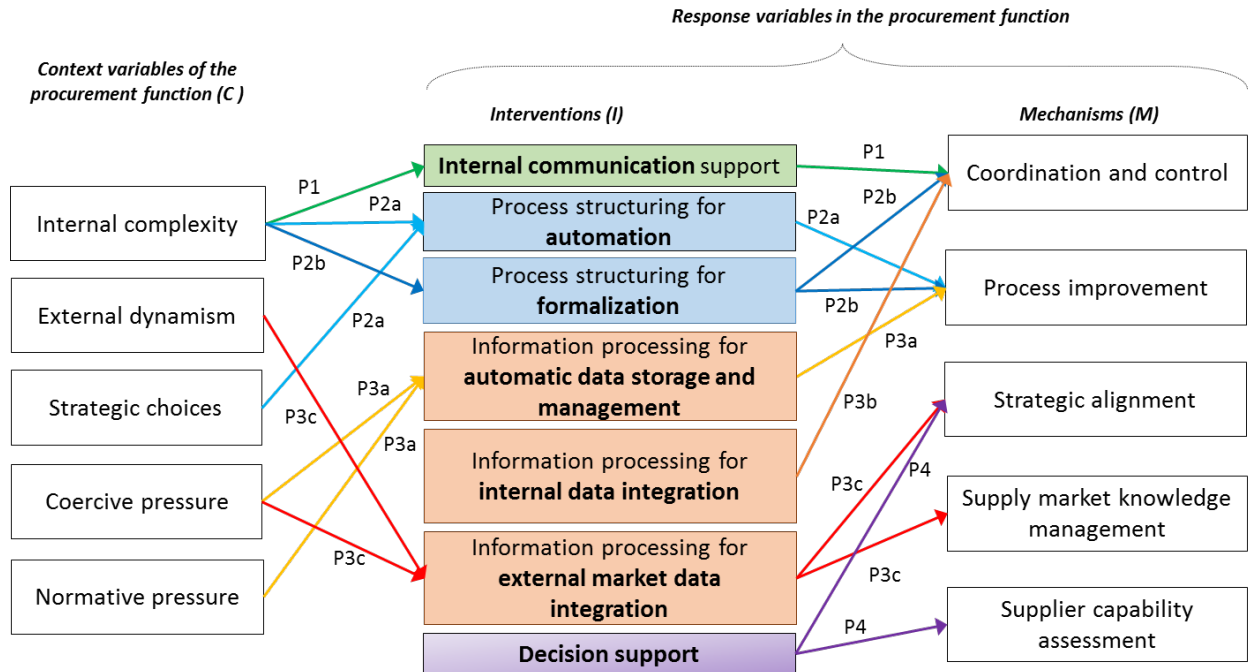 Response variables in the procurement function
Context variables of the
procurement function (C )
Interventions (I)
Mechanisms (M)
Internal complexity
External dynamism
Strategic choices
Coercive pressure
Normative pressure
P1
P2a
P2b
P2a
P3c
P3a
P3a
P3c
Internal communication support
Process structuring for
automation
Process structuring for
formalization
Information processing for
automatic data storage and
management
Information processing for
internal data integration
Information processing for
external market data
integration
Decision support
P1
P2b
P2a
P2b
P3a
P3b
P3c
P4
P3c
P4
Coordination and control
Process improvement
Strategic alignment
Supply market knowledge
management
Supplier capability
assessment